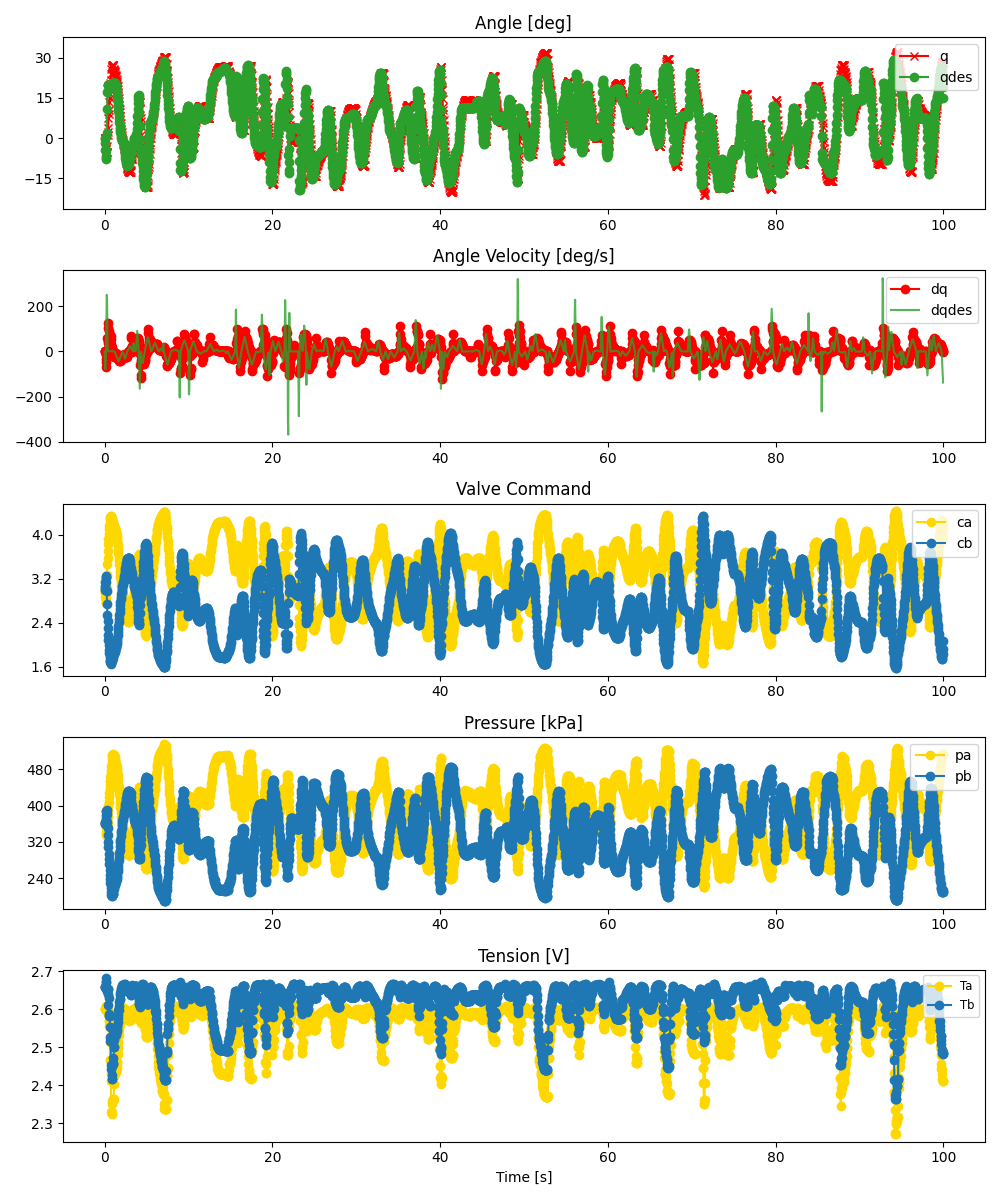 Angle [deg]
30
15
0
−15
q
qdes
0 20 40 60 80 100
Angle Velocity [deg/s]
200
0
−200
−400
dq
dqdes
0 20 40 60 80 100
Valve Command
4.0
3.2
2.4
1.6
ca
cb
0 20 40 60 80 100
Pressure [kPa]
480
400
320
240
pa
pb
0 20 40 60 80 100
Tension [V]
2.7
2.6
2.5
2.4
2.3
Ta
Tb
0 20 40 60 80 100
Time [s]